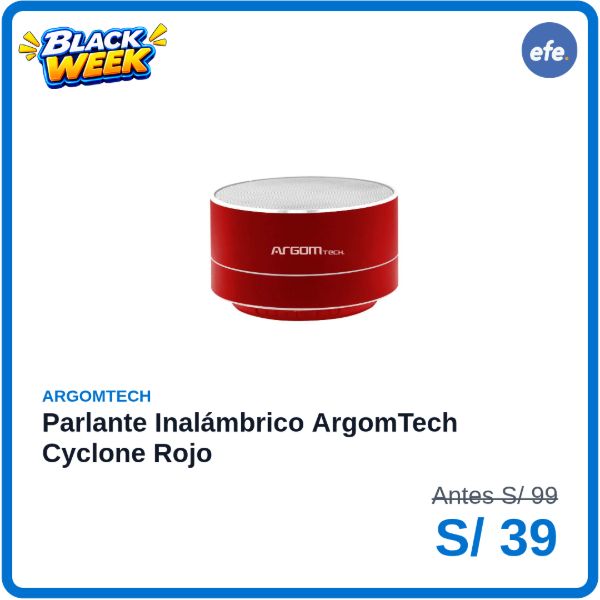 BLACK
WEEK
efe.
ARGOMTECH
ARGOMTECH
Parlante Inalámbrico ArgomTech
Cyclone Rojo
Antes S/ 99
S/ 39